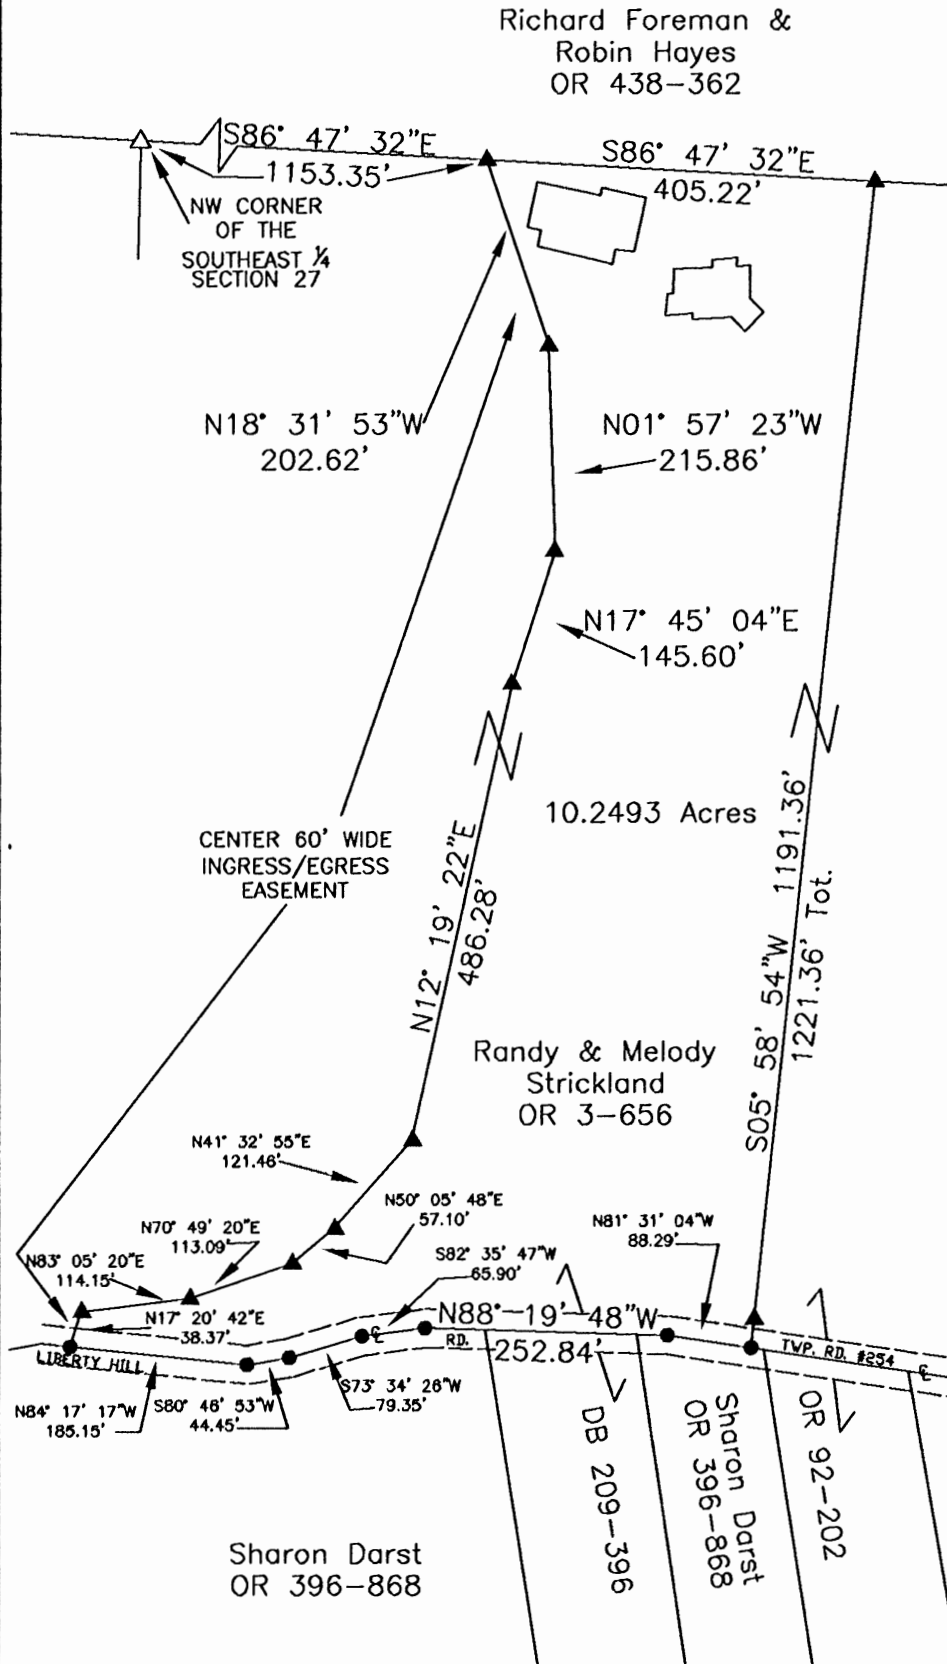 Richard Foreman &
Robin Hayes
OR 438-362
S86° 47' 32"E
1153.35'
S86° 47' 32"E
405.22'
NW CORNER
OF THE
SOUTHEAST ¼
SECTION 27
N18° 31' 53"W
202.62'
N01° 57' 23"W
215.86'
N17° 45' 04"E
145.60'
10.2493 Acres
CENTER 60' WIDE
INGRESS/EGRESS
EASEMENT
N12° 19' 22"E
486.28'
S05° 58' 54"W 1191.36'
1221.36' Tot.
Randy & Melody
Strickland
OR 3-656
N41° 32' 55"E
121.46'
N50° 05' 48"E
57.10'
N70° 49' 20"E
113.09'
N83° 05' 20"E
114.15'
N17° 20' 42"E
38.37'
S82° 35' 47"W
65.90'
N81° 31' 04"W
88.29'
N88° 19' 48"W
252.84'
LIBERTY HILL
RD.
TWP. RD. #254
N84° 17' 17"W
185.15'
S80° 46' 53"W
44.45'
S73° 34' 26"W
79.35'
DB 209-396
Sharon Darst
OR 396-868
OR 92-202
Sharon Darst
OR 396-868